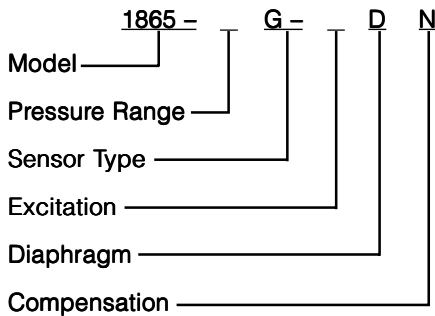 1865 – _ G – _ D N
Model
Pressure Range
Sensor Type
Excitation
Diaphragm
Compensation